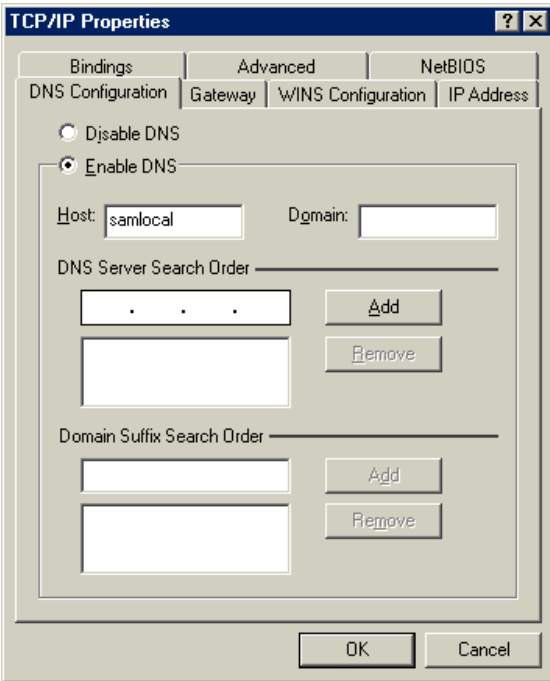 TCP/IP Properties
Bindings Advanced NetBIOS
DNS Configuration Gateway WINS Configuration IP Address
Disable DNS
Enable DNS
Host: samlocal Domain:
DNS Server Search Order
. . . Add
Remove
Domain Suffix Search Order
Add
Remove
OK Cancel